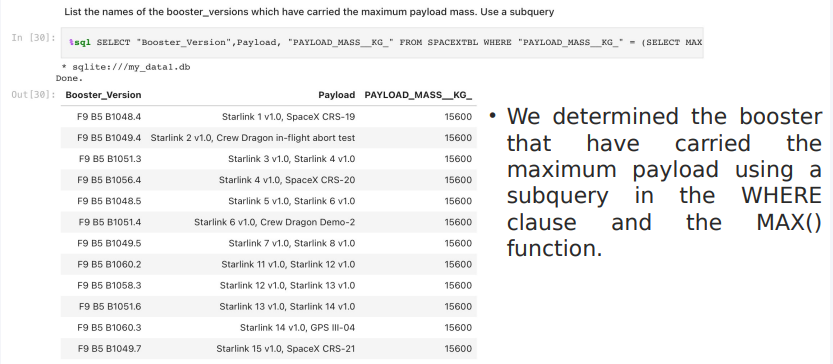 List the names of the booster_versions which have carried the maximum payload mass. Use a subquery
In [30]: %sql SELECT "Booster_Version",Payload, "PAYLOAD_MASS__KG_" FROM SPACEXTBL WHERE "PAYLOAD_MASS__KG_" = (SELECT MAX
* sqlite:///my_data1.db
Done.
Out[30]: Booster_Version Payload PAYLOAD_MASS__KG_
F9 B5 B1048.4 Starlink 1 v1.0, SpaceX CRS-19 15600
F9 B5 B1049.4 Starlink 2 v1.0, Crew Dragon in-flight abort test 15600
F9 B5 B1051.3 Starlink 3 v1.0, Starlink 4 v1.0 15600
F9 B5 B1056.4 Starlink 4 v1.0, SpaceX CRS-20 15600
F9 B5 B1048.5 Starlink 5 v1.0, Starlink 6 v1.0 15600
F9 B5 B1051.4 Starlink 6 v1.0, Crew Dragon Demo-2 15600
F9 B5 B1049.5 Starlink 7 v1.0, Starlink 8 v1.0 15600
F9 B5 B1060.2 Starlink 11 v1.0, Starlink 12 v1.0 15600
F9 B5 B1058.3 Starlink 12 v1.0, Starlink 13 v1.0 15600
F9 B5 B1051.6 Starlink 13 v1.0, Starlink 14 v1.0 15600
F9 B5 B1060.3 Starlink 14 v1.0, GPS III-04 15600
F9 B5 B1049.7 Starlink 15 v1.0, SpaceX CRS-21 15600
• We determined the booster
that have carried the
maximum payload using a
subquery in the WHERE
clause and the MAX()
function.